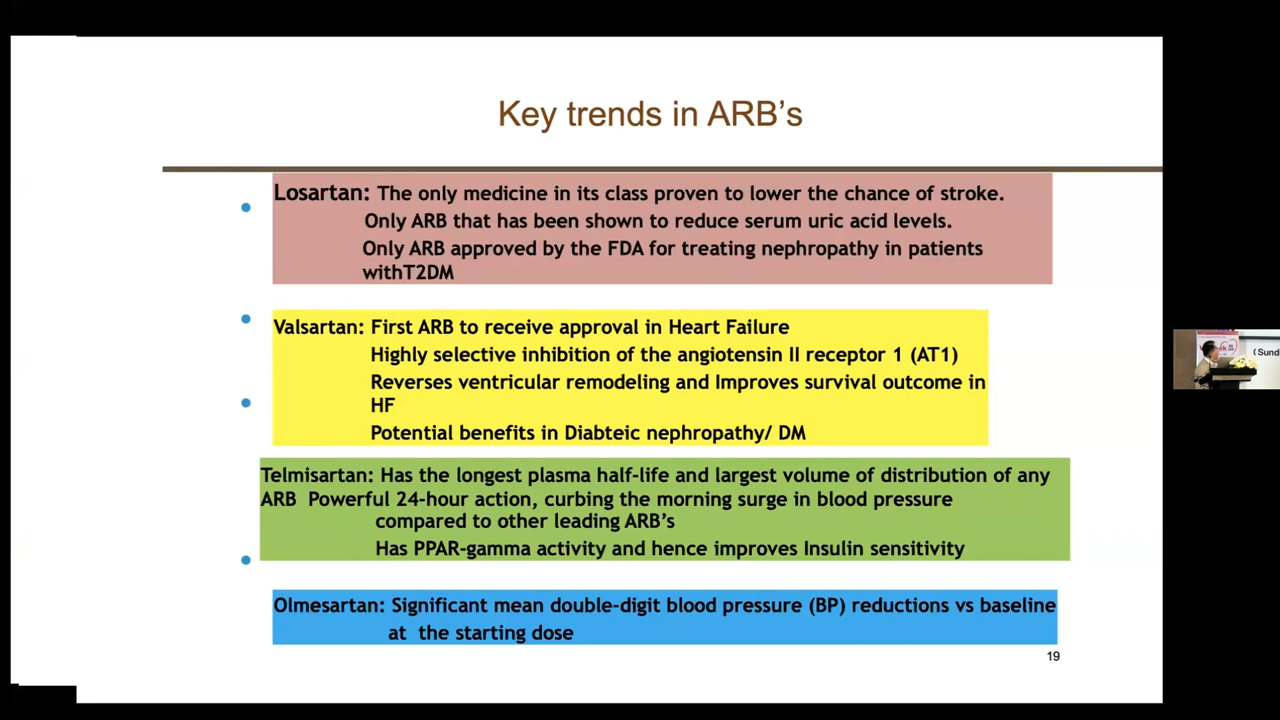 Key trends in ARB's
Losartan: The only medicine in its class proven to lower the chance of stroke.
Only ARB that has been shown to reduce serum uric acid levels.
Only ARB approved by the FDA for treating nephropathy in patients
withT2DM
Valsartan: First ARB to receive approval in Heart Failure
Highly selective inhibition of the angiotensin II receptor 1 (AT1)
Reverses ventricular remodeling and Improves survival outcome in
HF
Potential benefits in Diabteic nephropathy/ DM
Telmisartan: Has the longest plasma half-life and largest volume of distribution of any
ARB Powerful 24-hour action, curbing the morning surge in blood pressure
compared to other leading ARB's
Has PPAR-gamma activity and hence improves Insulin sensitivity
Olmesartan: Significant mean double-digit blood pressure (BP) reductions vs baseline
at the starting dose
19
(Sund